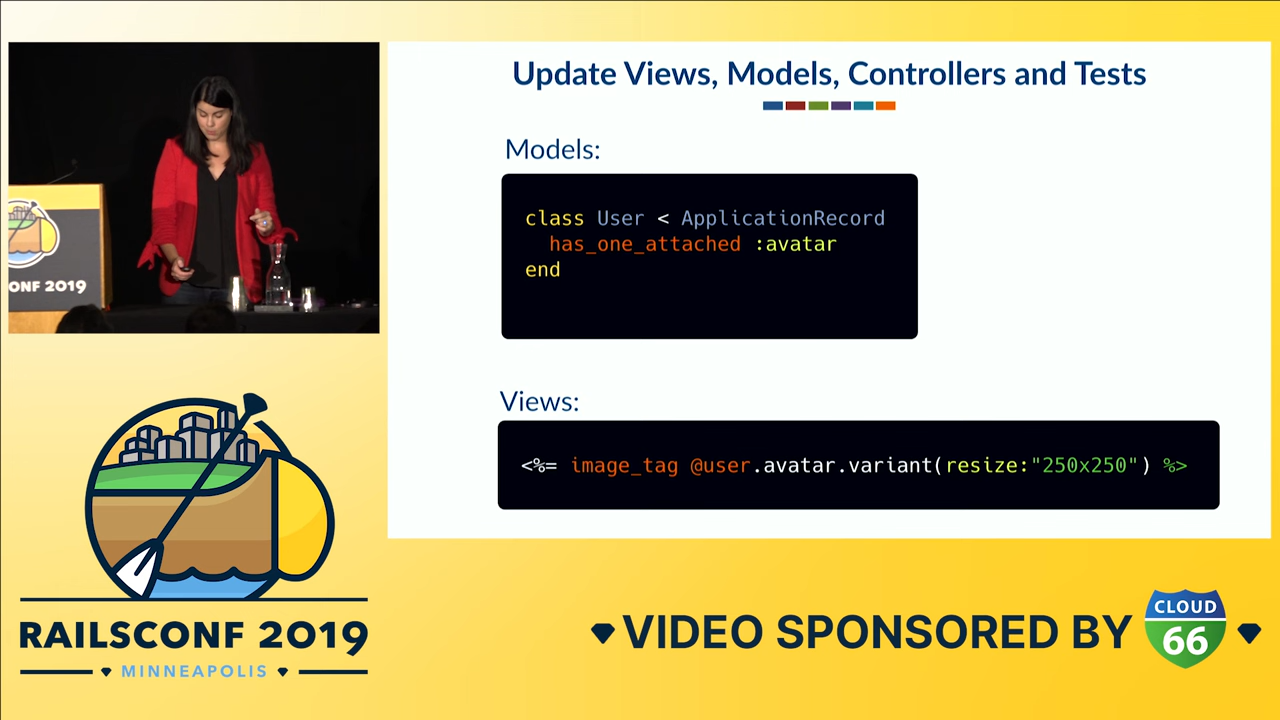 Update Views, Models, Controllers and Tests
Models:
class User < ApplicationRecord
has_one_attached :avatar
end
Views:
<%= image_tag @user.avatar.variant(resize:"250x250") %>
ONF 2019
RAILSCONF 2019
MINNEAPOLIS
VIDEO SPONSORED BY
CLOUD
66